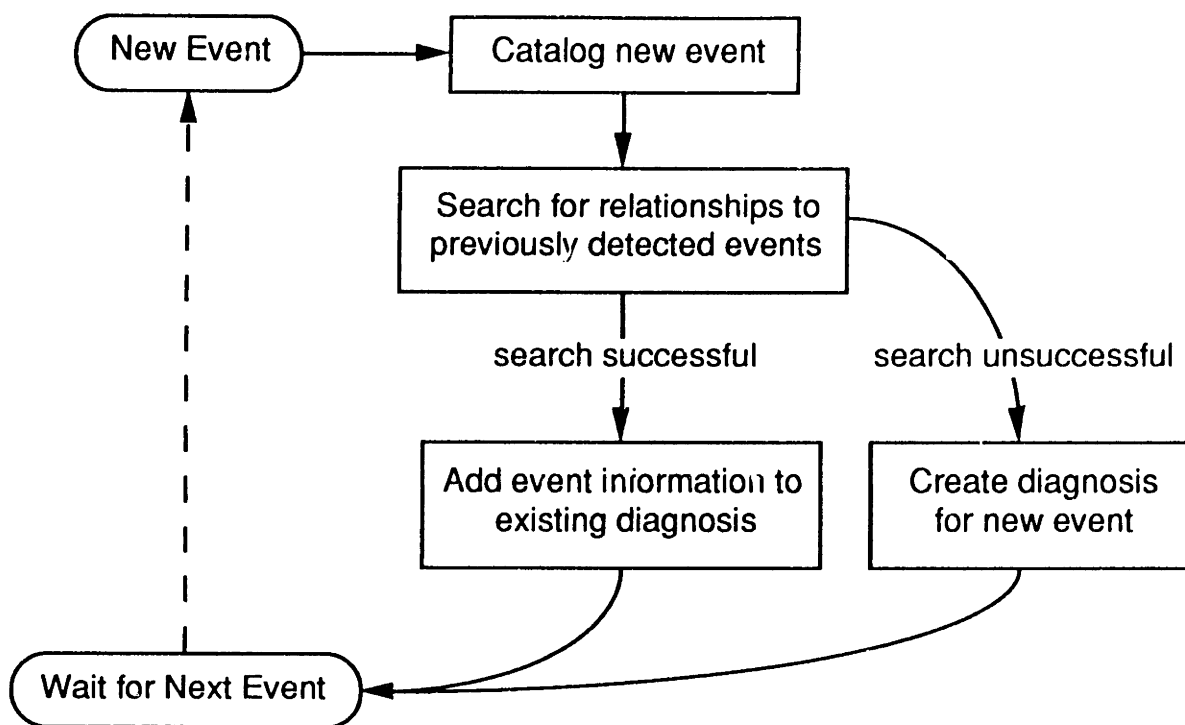 New Event
Catalog new event
Search for relationships to
previously detected events
search successful
search unsuccessful
Add event information to
existing diagnosis
Create diagnosis
for new event
Wait for Next Event